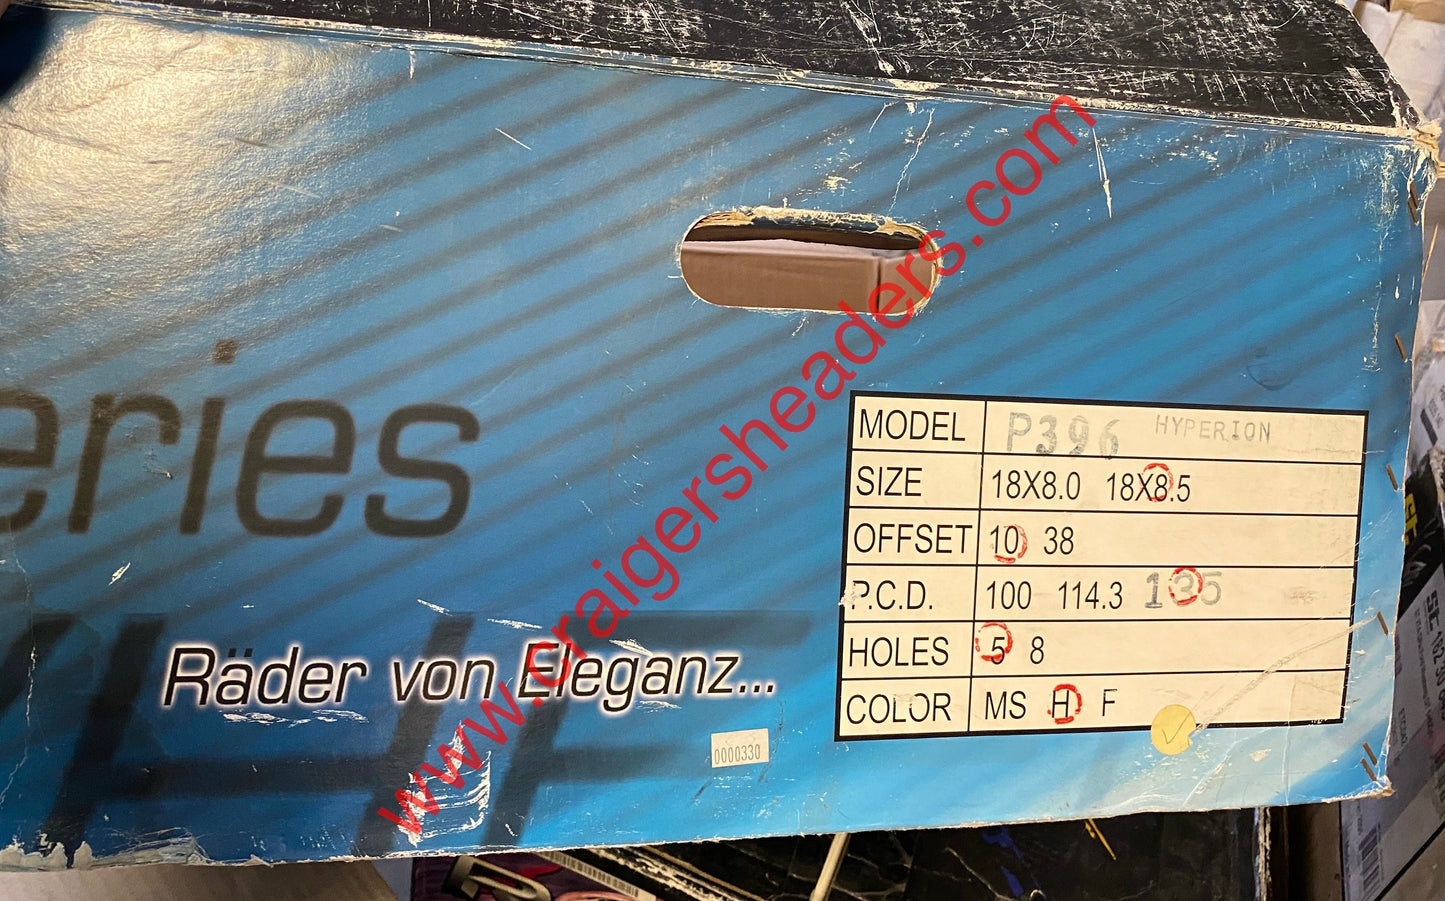 eries
Räder von Eleganz...
0000330
MODEL P396 HYPERION
SIZE 18X8.0 18X8.5
OFFSET 10 38
P.C.D. 100 114.3 135
HOLES 5 8
COLOR MS H F
www.craigersheaders.com